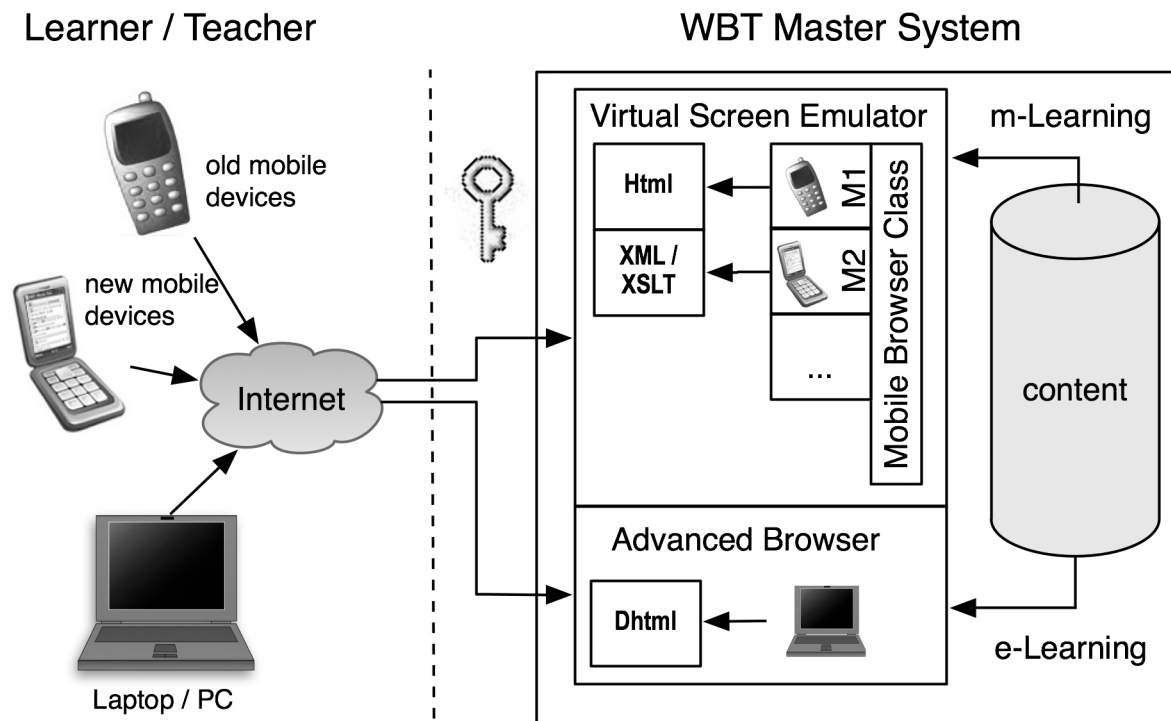 Learner / Teacher
WBT Master System
old mobile
devices
new mobile
devices
Internet
Laptop / PC
Virtual Screen Emulator
Html
XML /
XSLT
M1
M2
...
Mobile Browser Class
Advanced Browser
Dhtml
m-Learning
content
e-Learning